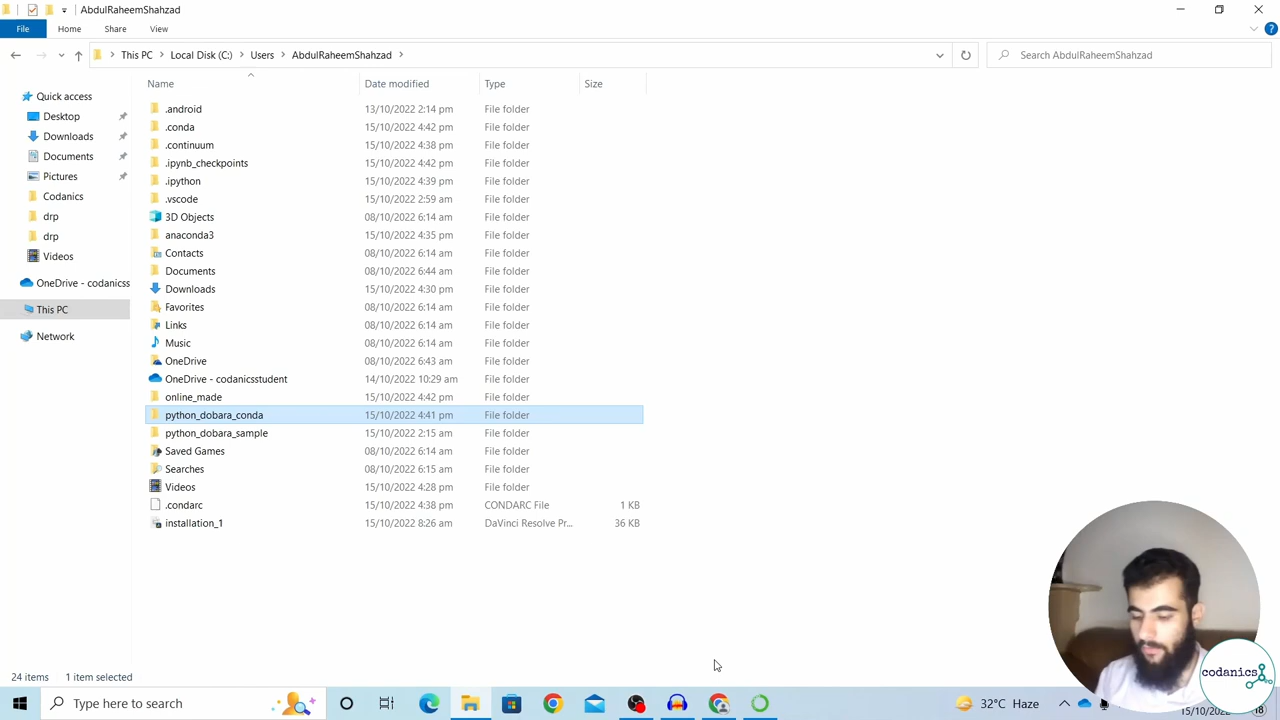 AbdulRaheemShahzad
File Home Share View
This PC Local Disk (C:) Users AbdulRaheemShahzad Search AbdulRaheemShahzad
Name Date modified Type Size
Quick access
Desktop
Downloads
Documents
Pictures
Codanics
drp
drp
Videos
OneDrive - codanicss
This PC
Network
.android 13/10/2022 2:14 pm File folder
.conda 15/10/2022 4:42 pm File folder
.continuum 15/10/2022 4:38 pm File folder
.ipynb_checkpoints 15/10/2022 4:42 pm File folder
.ipython 15/10/2022 4:39 pm File folder
.vscode 15/10/2022 2:59 am File folder
3D Objects 08/10/2022 6:14 am File folder
anaconda3 15/10/2022 4:35 pm File folder
Contacts 08/10/2022 6:14 am File folder
Documents 08/10/2022 6:44 am File folder
Downloads 15/10/2022 4:30 pm File folder
Favorites 08/10/2022 6:14 am File folder
Links 08/10/2022 6:14 am File folder
Music 08/10/2022 6:14 am File folder
OneDrive 08/10/2022 6:43 am File folder
OneDrive - codanicsstudent 14/10/2022 10:29 am File folder
online_made 15/10/2022 4:42 pm File folder
python_dobara_conda 15/10/2022 4:41 pm File folder
python_dobara_sample 15/10/2022 2:15 am File folder
Saved Games 08/10/2022 6:14 am File folder
Searches 08/10/2022 6:15 am File folder
Videos 15/10/2022 4:28 pm File folder
.condarc 15/10/2022 4:38 pm CONDARC File 1 KB
installation_1 15/10/2022 8:26 am DaVinci Resolve Pr... 36 KB
codanics
24 items 1 item selected
Type here to search
32°C Haze